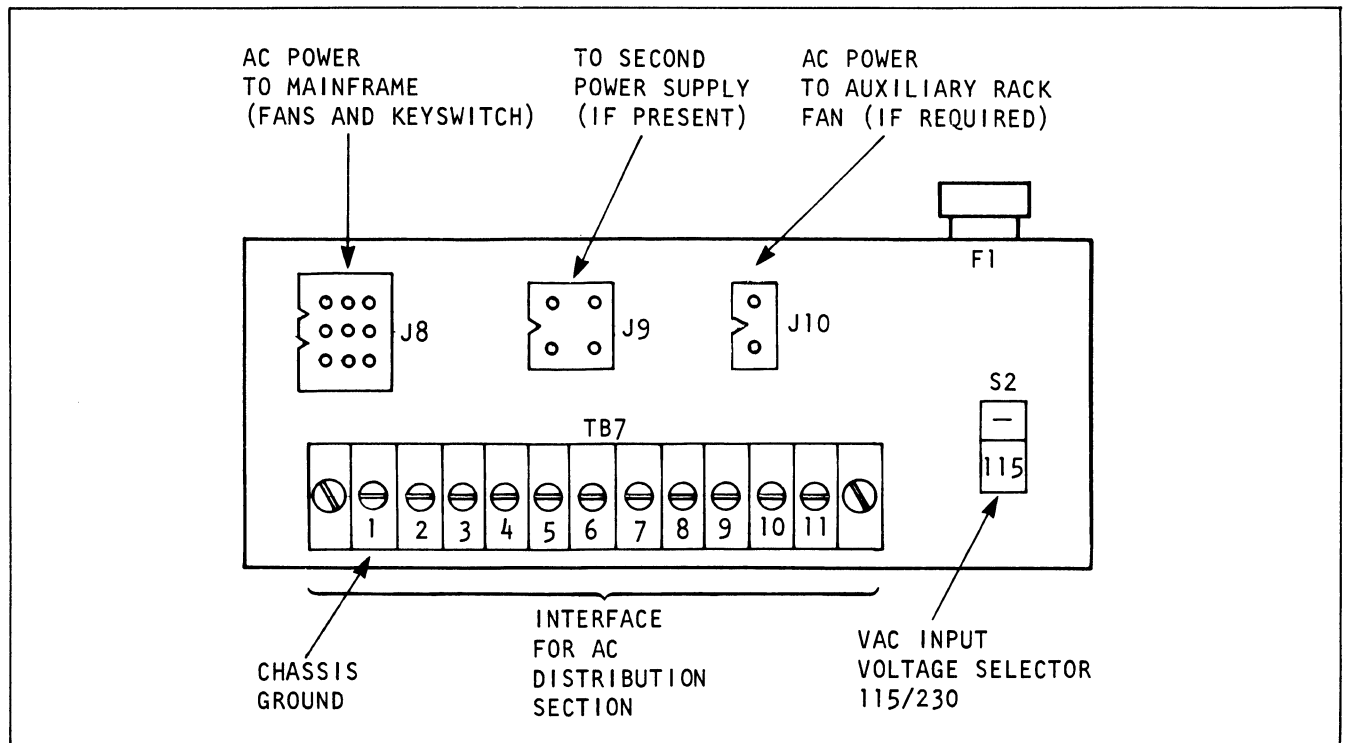 AC POWER
TO MAINFRAME
(FANS AND KEYSWITCH)
TO SECOND
POWER SUPPLY
(IF PRESENT)
AC POWER
TO AUXILIARY RACK
FAN (IF REQUIRED)
F1
J8
J9
J10
S2
115
TB7
1 2 3 4 5 6 7 8 9 10 11
CHASSIS
GROUND
INTERFACE
FOR AC
DISTRIBUTION
SECTION
VAC INPUT
VOLTAGE SELECTOR
115/230